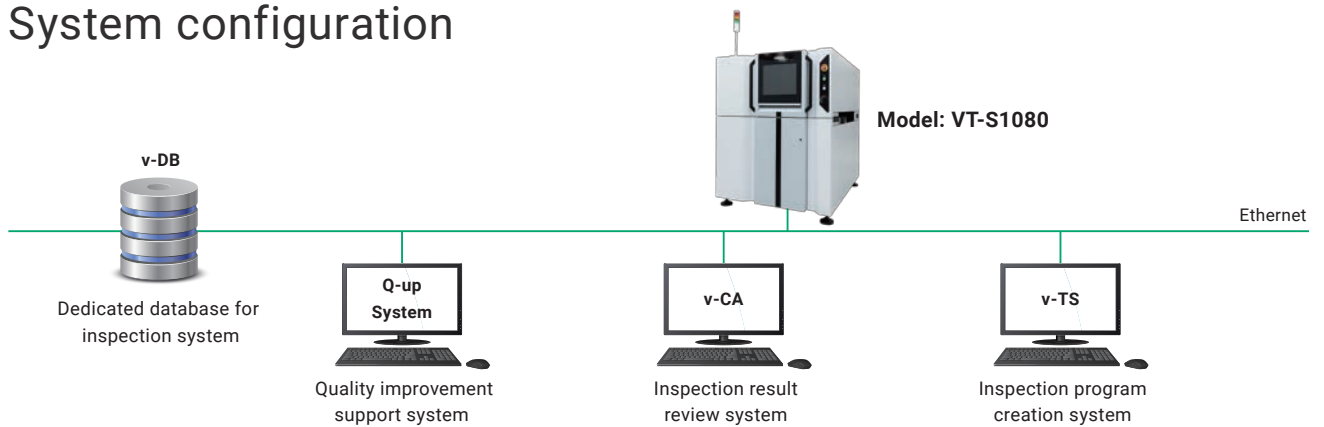 System configuration
Model: VT-S1080
v-DB
Ethernet
Dedicated database for
inspection system
Q-up
System
Quality improvement
support system
v-CA
Inspection result
review system
v-TS
Inspection program
creation system